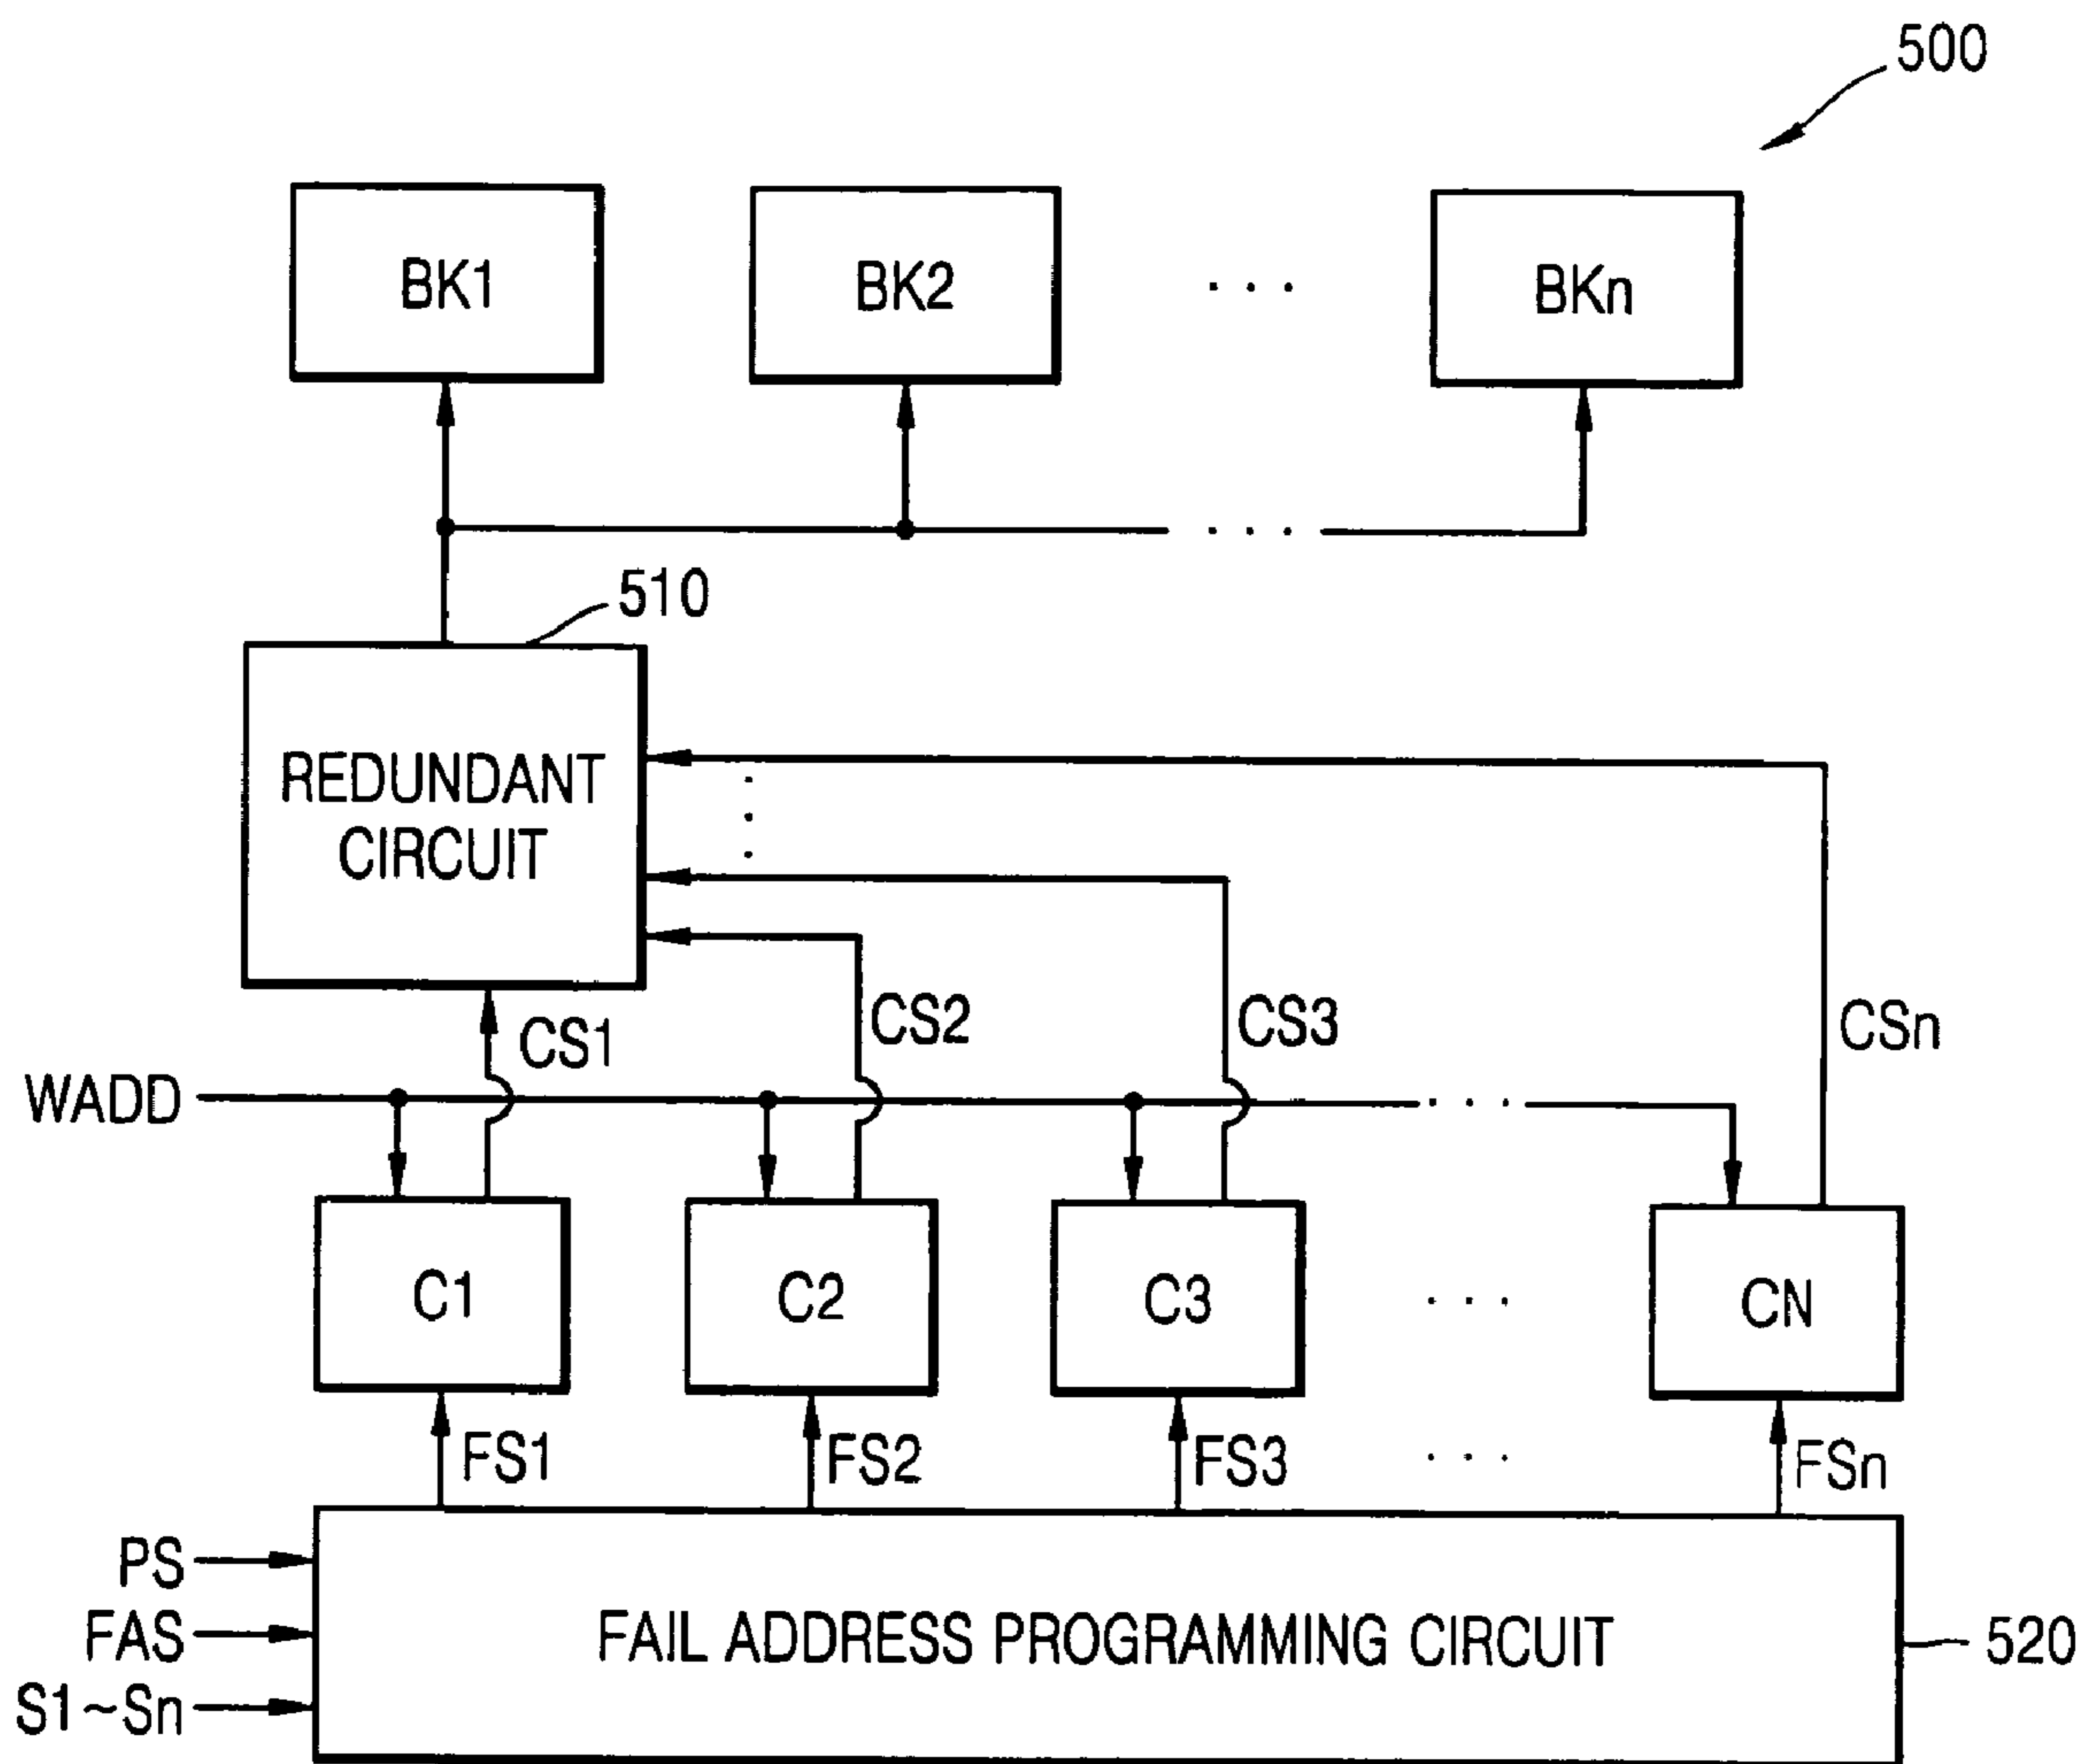 500
BK1
BK2
. . .
BKn
. . .
510
REDUNDANT
CIRCUIT
CS1
CS2
CS3
CSn
WADD
. . .
C1
C2
C3
. . .
CN
FS1
FS2
FS3
. . .
FSn
PS
FAS
S1~Sn
FAIL ADDRESS PROGRAMMING CIRCUIT
520